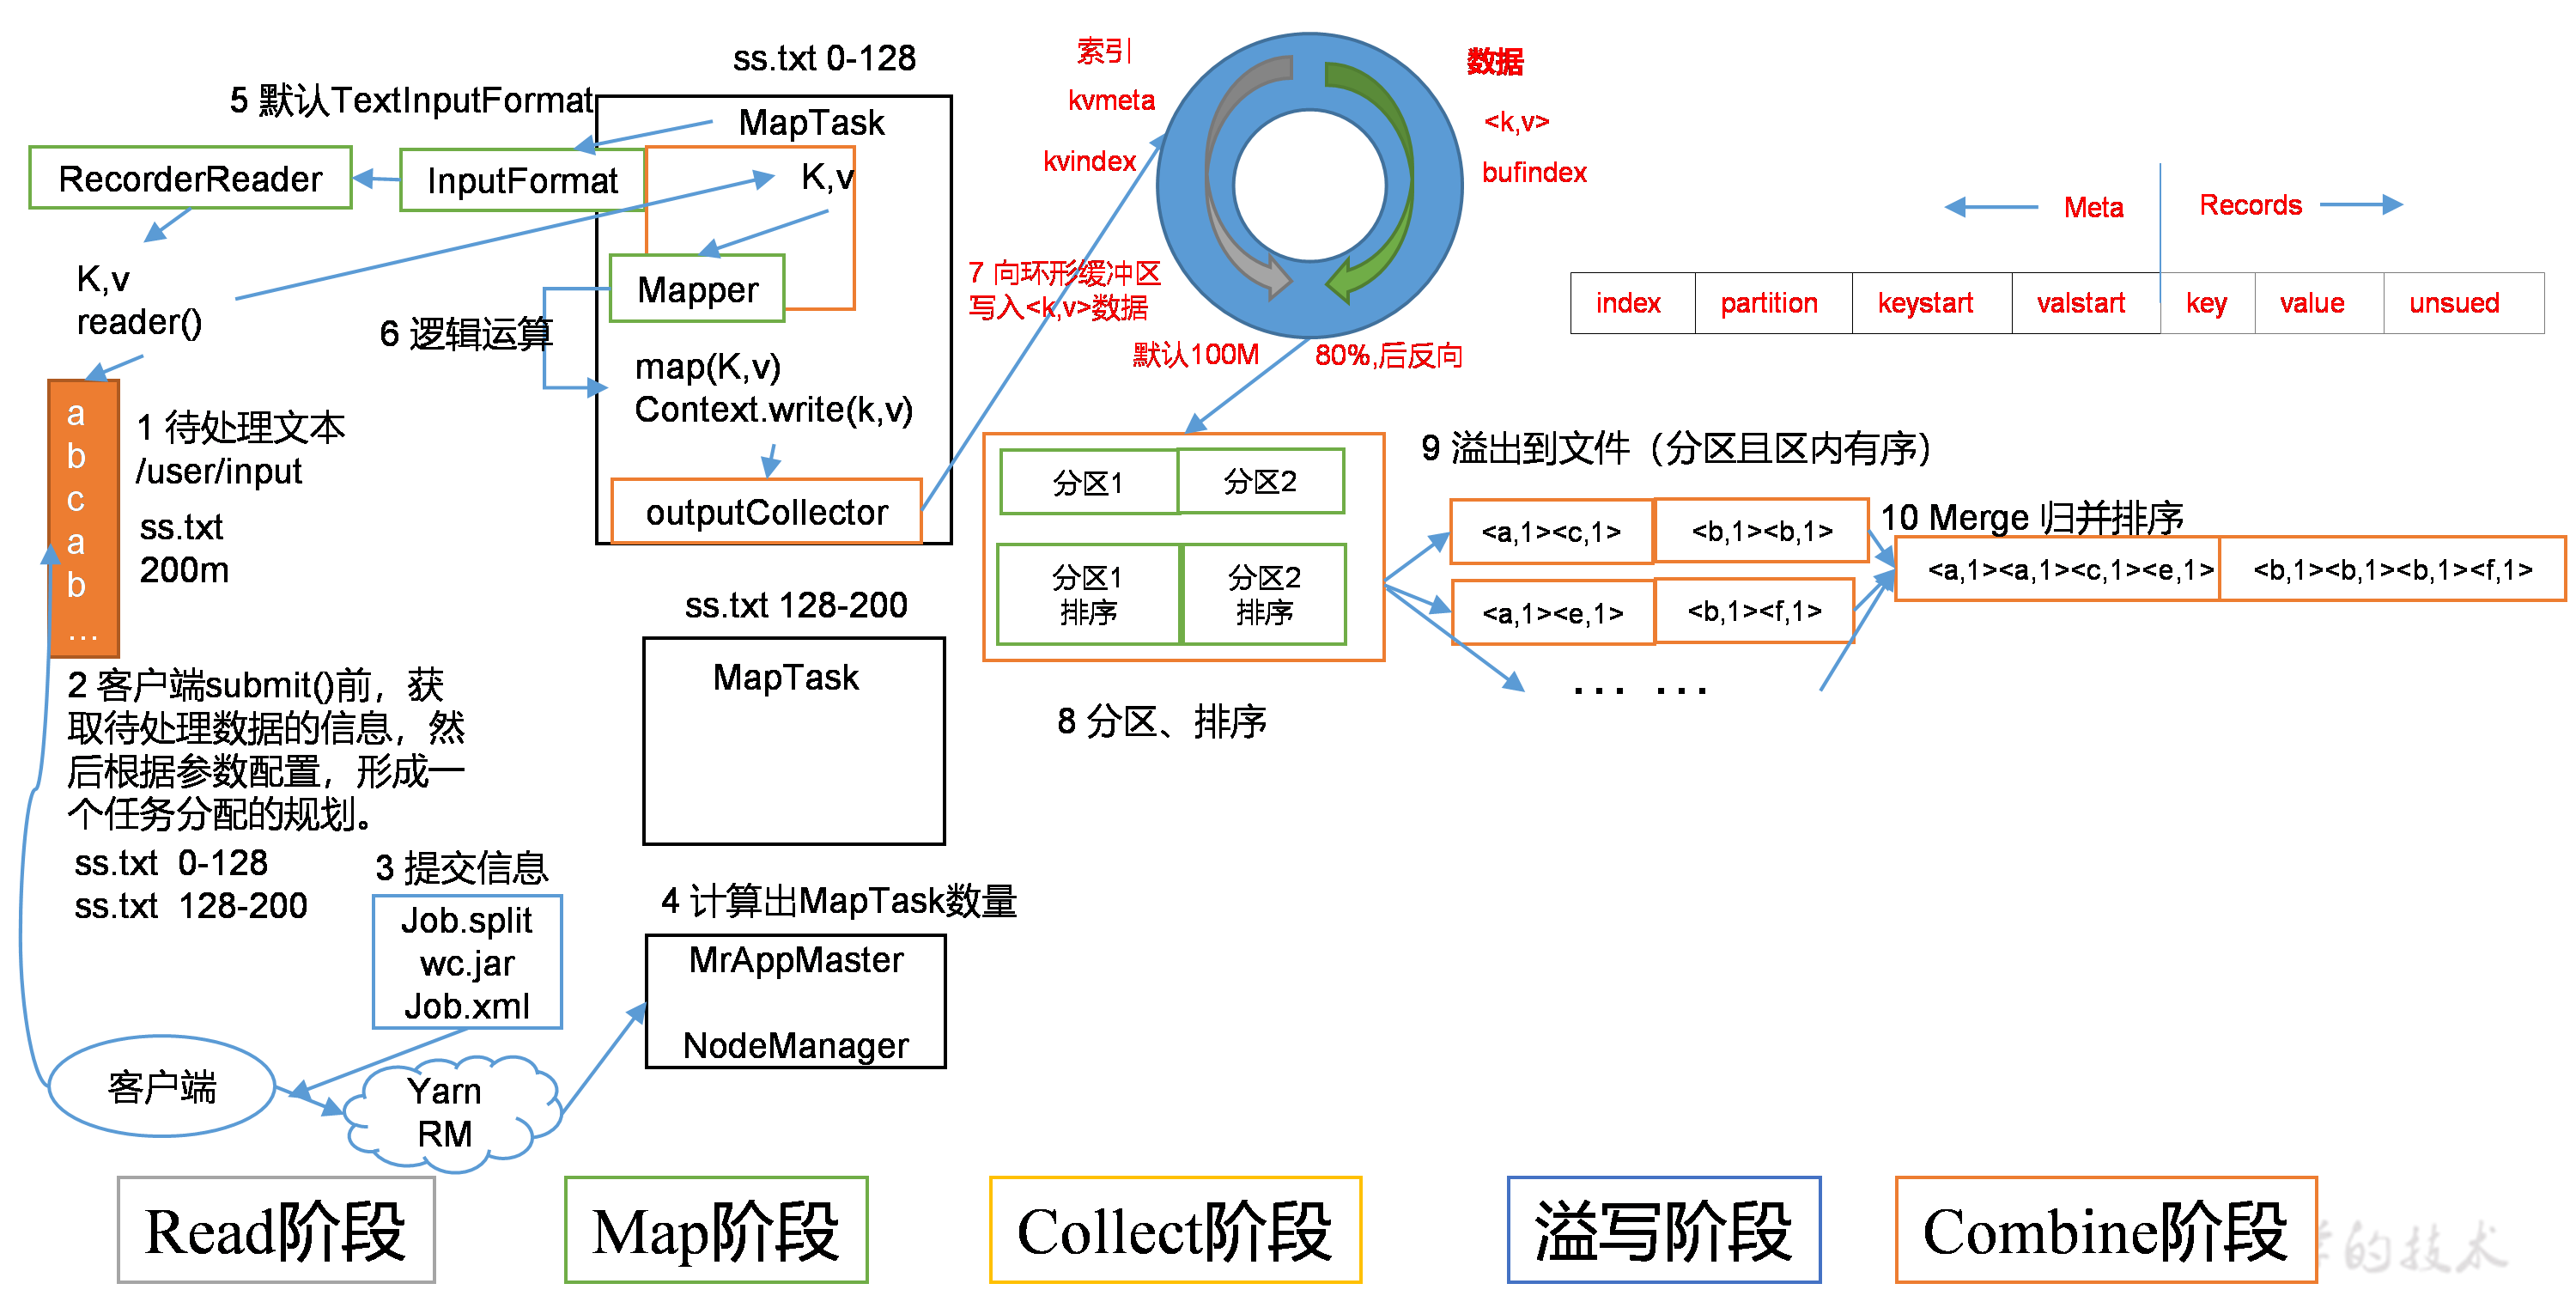 ss.txt 0-128
5 默认TextInputFormat
MapTask
RecorderReader
InputFormat
K,v
K,v
reader()
Mapper
6 逻辑运算
map(K,v)
Context.write(k,v)
outputCollector
a
b
c
a
b
...
1 待处理文本
/user/input
ss.txt
200m
2 客户端submit()前，获
取待处理数据的信息，然
后根据参数配置，形成一
个任务分配的规划。
ss.txt 0-128
ss.txt 128-200
3 提交信息
Job.split
wc.jar
Job.xml
客户端
Yarn
RM
ss.txt 128-200
MapTask
4 计算出MapTask数量
MrAppMaster
NodeManager
索引
kvmeta
kvindex
数据
<k,v>
bufindex
7 向环形缓冲区
写入<k,v>数据
默认100M
80%,后反向
Meta
Records
index
partition
keystart
valstart
key
value
unsued
分区1
分区2
分区1
排序
分区2
排序
8 分区、排序
9 溢出到文件（分区且区内有序）
<a,1><c,1>
<b,1><b,1>
<a,1><e,1>
<b,1><f,1>
... ...
10 Merge 归并排序
<a,1><a,1><c,1><e,1>
<b,1><b,1><b,1><f,1>
Read阶段
Map阶段
Collect阶段
溢写阶段
Combine阶段
的技术